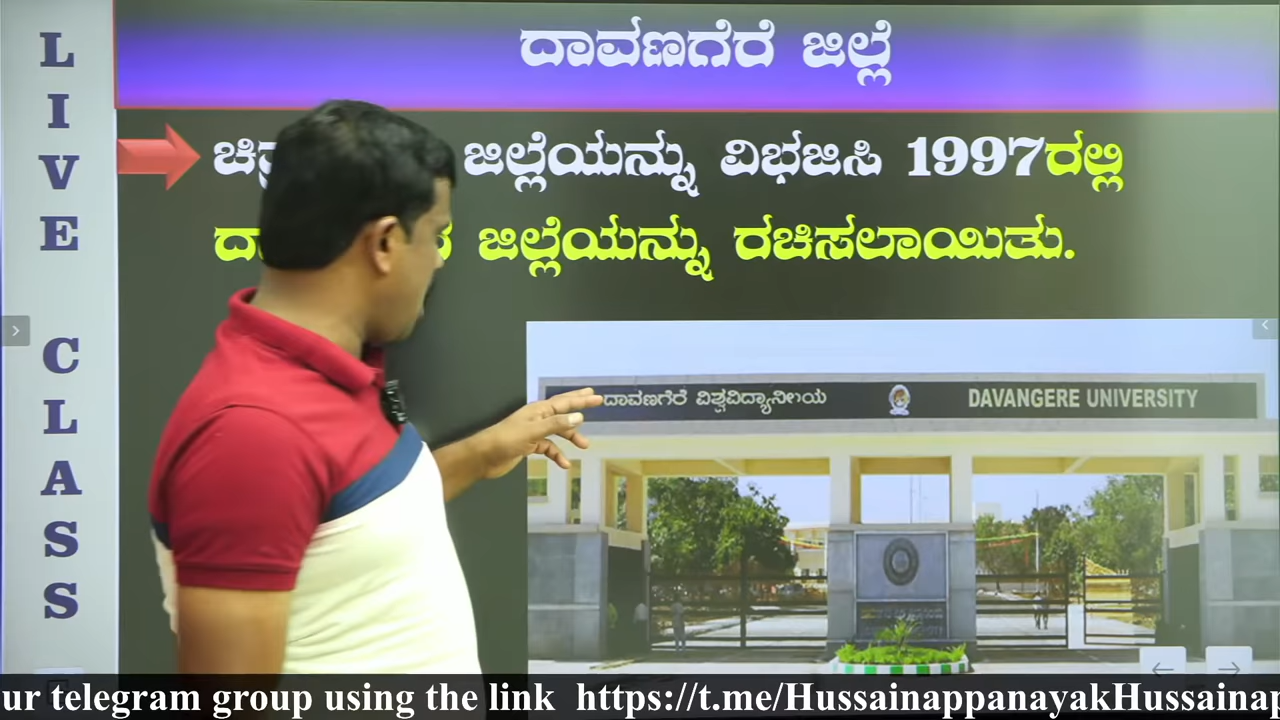 LIVE CLASS
ದಾವಣಗೆರೆ ಜಿಲ್ಲೆ
ಜಿಲ್ಲೆಯನ್ನು ವಿಭಜಿಸಿ 1997ರಲ್ಲಿ
ಜಿಲ್ಲೆಯನ್ನು ರಚಿಸಲಾಯಿತು.
ದಾವಣಗೆರೆ ವಿಶ್ವವಿದ್ಯಾನಿಲಯ DAVANGERE UNIVERSITY
ur telegram group using the link https://t.me/HussainappanayakHussainap